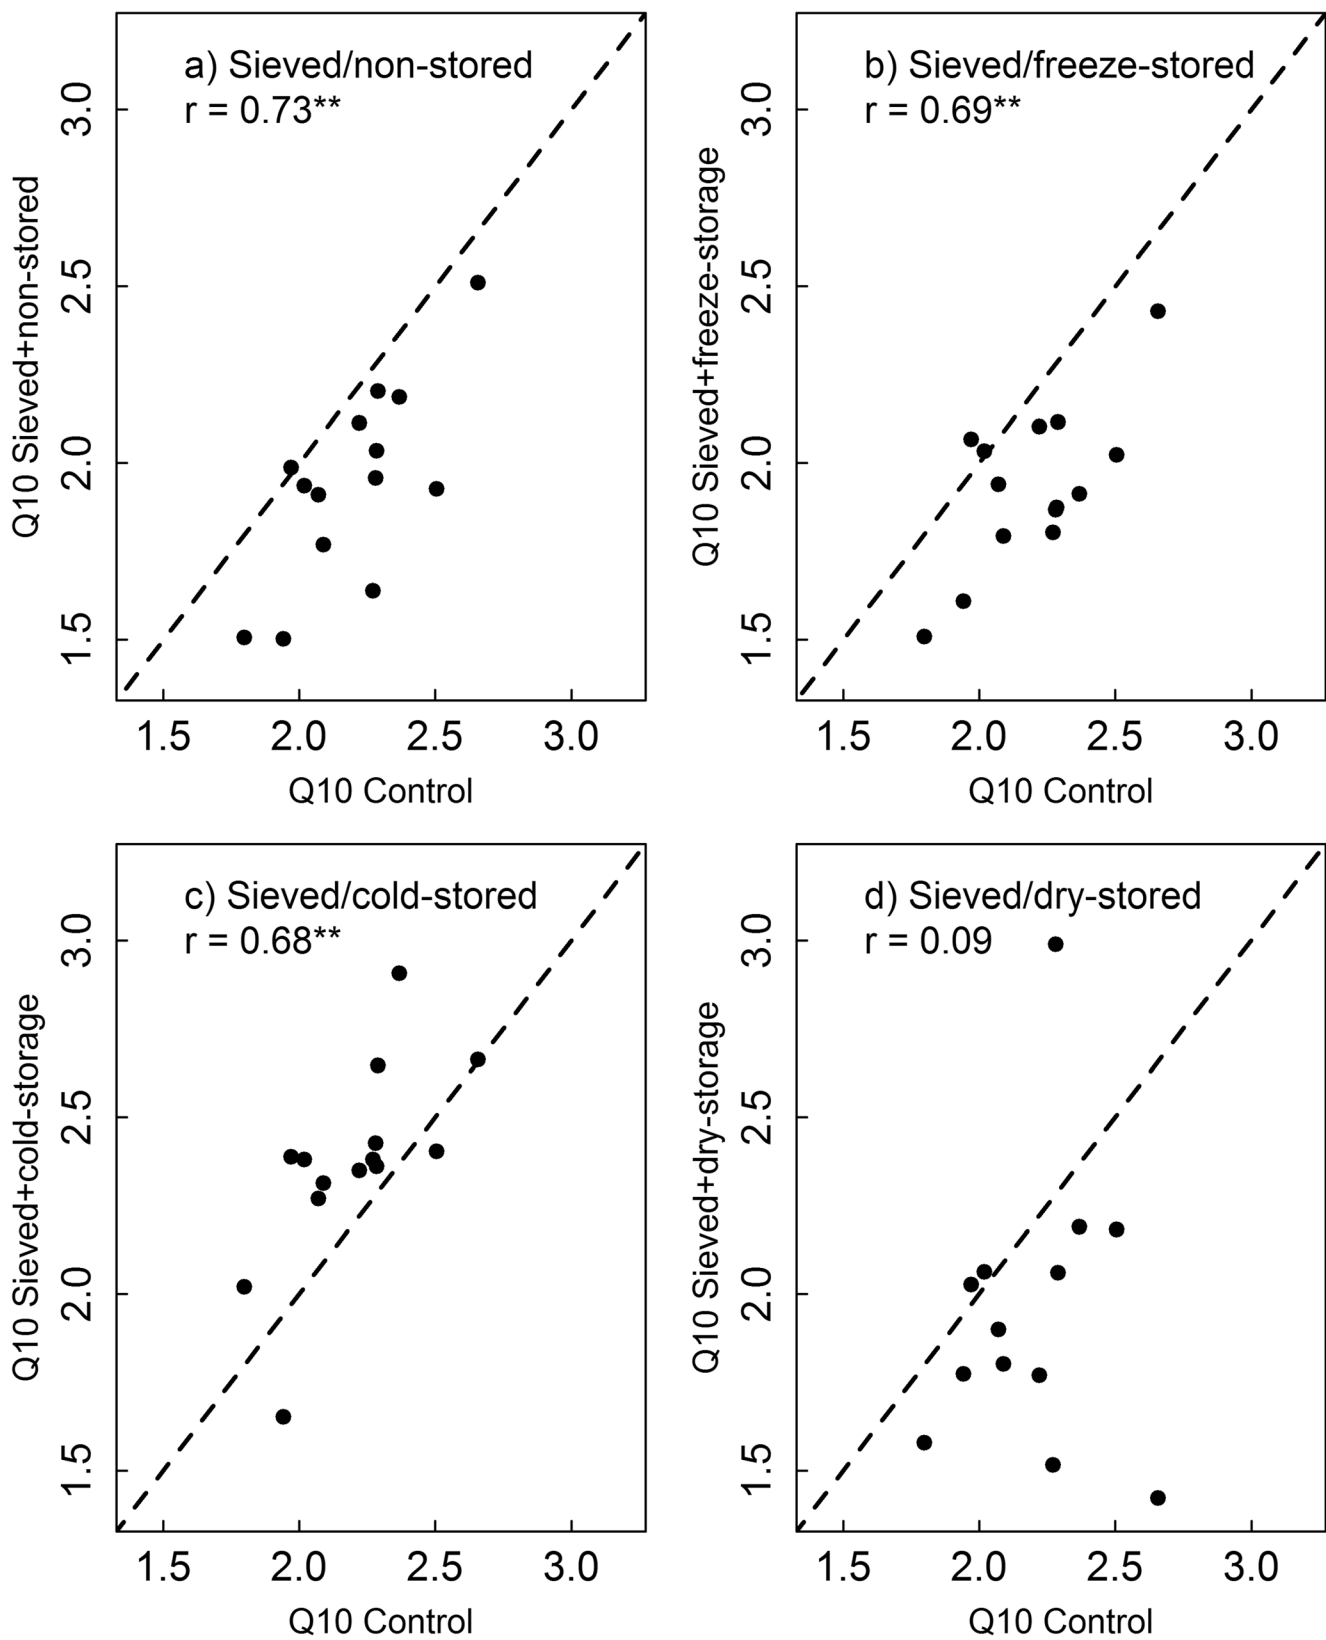 a) Sieved/non-stored
r = 0.73**
Q10 Sieved+non-stored
3.0
2.5
2.0
1.5
1.5 2.0 2.5 3.0
Q10 Control
b) Sieved/freeze-stored
r = 0.69**
Q10 Sieved+freeze-storage
3.0
2.5
2.0
1.5
1.5 2.0 2.5 3.0
Q10 Control
c) Sieved/cold-stored
r = 0.68**
Q10 Sieved+cold-storage
3.0
2.5
2.0
1.5
1.5 2.0 2.5 3.0
Q10 Control
d) Sieved/dry-stored
r = 0.09
Q10 Sieved+dry-storage
3.0
2.5
2.0
1.5
1.5 2.0 2.5 3.0
Q10 Control